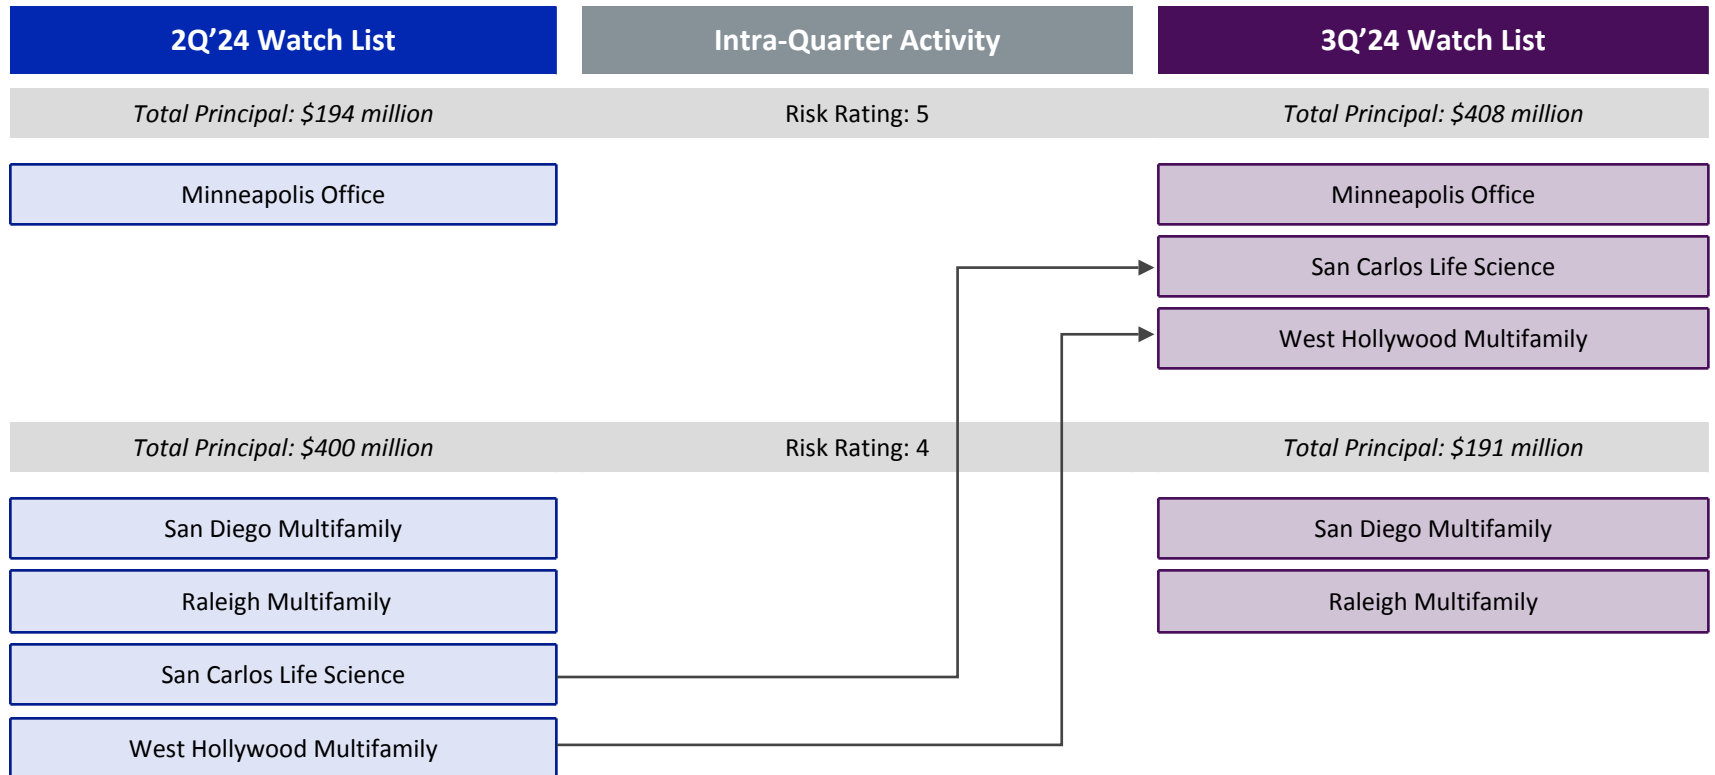 2Q’24 Watch List
Intra-Quarter Activity
3Q’24 Watch List
Total Principal: $194 million
Risk Rating: 5
Total Principal: $408 million
Minneapolis Office
Minneapolis Office
San Carlos Life Science
West Hollywood Multifamily
Total Principal: $400 million
Risk Rating: 4
Total Principal: $191 million
San Diego Multifamily
San Diego Multifamily
Raleigh Multifamily
Raleigh Multifamily
San Carlos Life Science
West Hollywood Multifamily